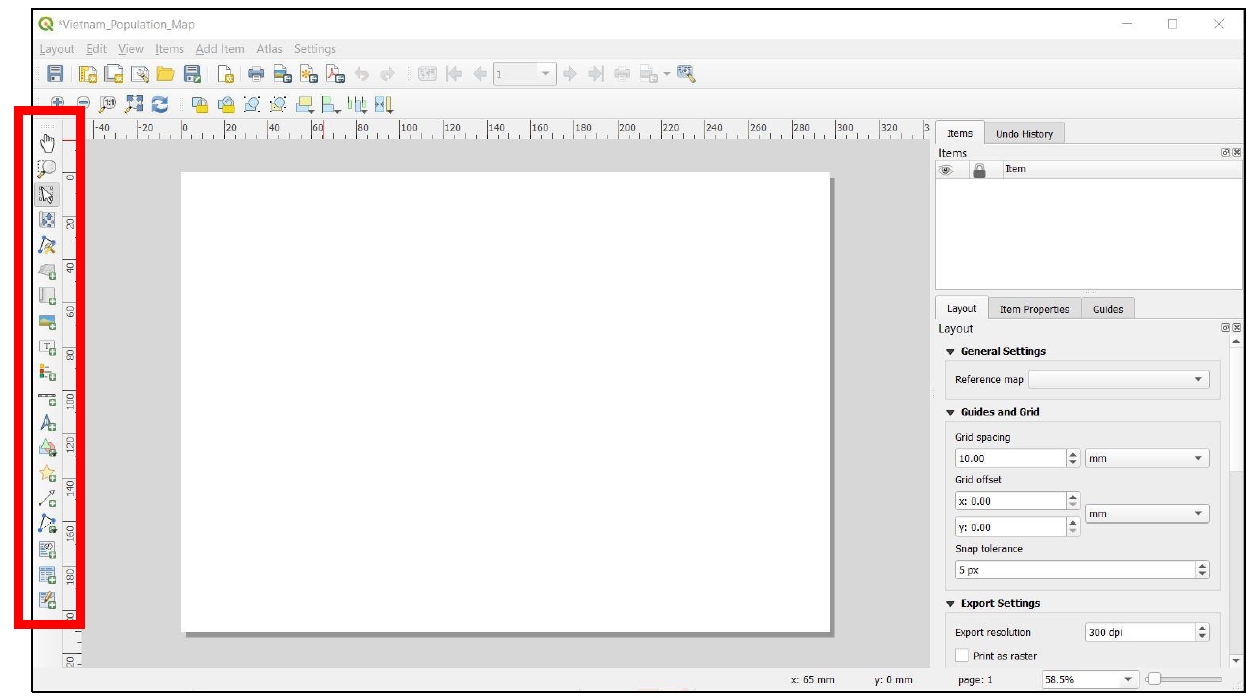 *Vietnam_Population_Map
Layout Edit View Items Add Item Atlas Settings
1
-40 -20 0 20 40 60 80 100 120 140 160 180 200 220 240 260 280 300 320 3
0
20
40
60
80
100
120
140
160
180
20
Items Undo History
Items
Item
Layout Item Properties Guides
Layout
General Settings
Reference map
Guides and Grid
Grid spacing
10.00 mm
Grid offset
x: 0.00
mm
y: 0.00
Snap tolerance
5 px
Export Settings
Export resolution 300 dpi
Print as raster
x: 65 mm y: 0 mm page: 1 58.5%